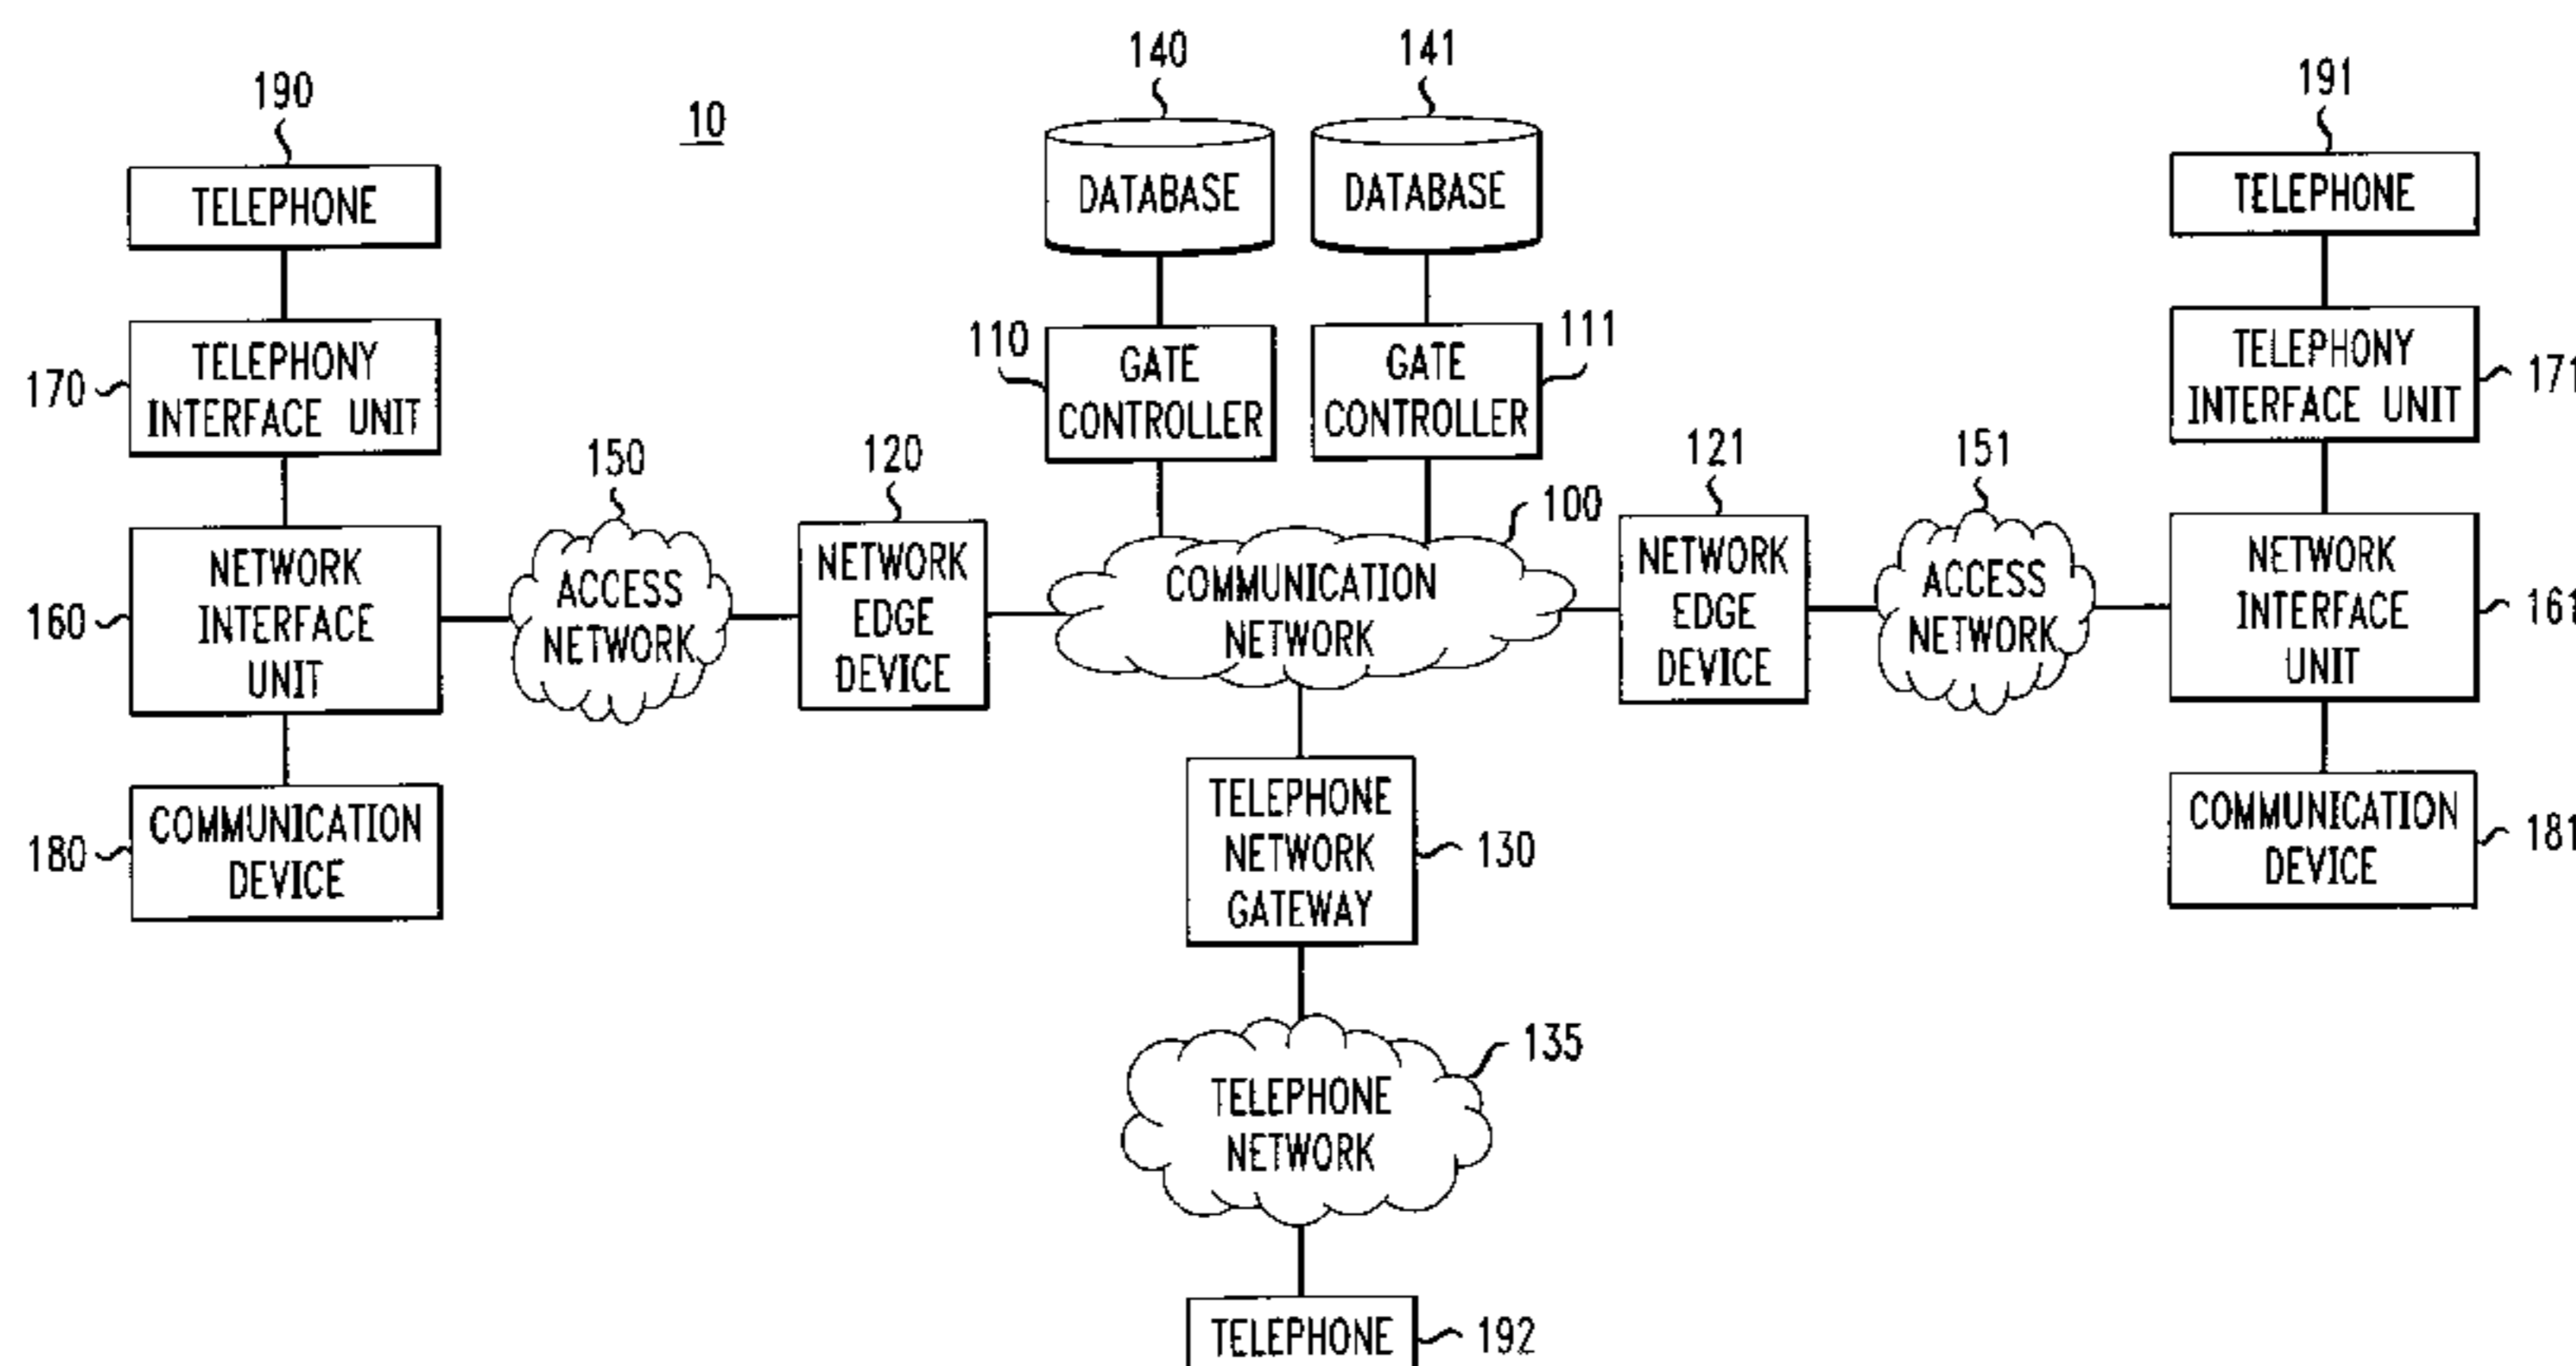 140
141
190
10
191
TELEPHONE
DATABASE
DATABASE
TELEPHONE
110
GATE
CONTROLLER
GATE
CONTROLLER
111
170
TELEPHONY
INTERFACE UNIT
TELEPHONY
INTERFACE UNIT
171
150
120
100
121
151
160
NETWORK
INTERFACE
UNIT
ACCESS
NETWORK
NETWORK
EDGE
DEVICE
COMMUNICATION
NETWORK
NETWORK
EDGE
DEVICE
ACCESS
NETWORK
NETWORK
INTERFACE
UNIT
161
180
COMMUNICATION
DEVICE
TELEPHONE
NETWORK
GATEWAY
130
COMMUNICATION
DEVICE
181
135
TELEPHONE
NETWORK
TELEPHONE
192